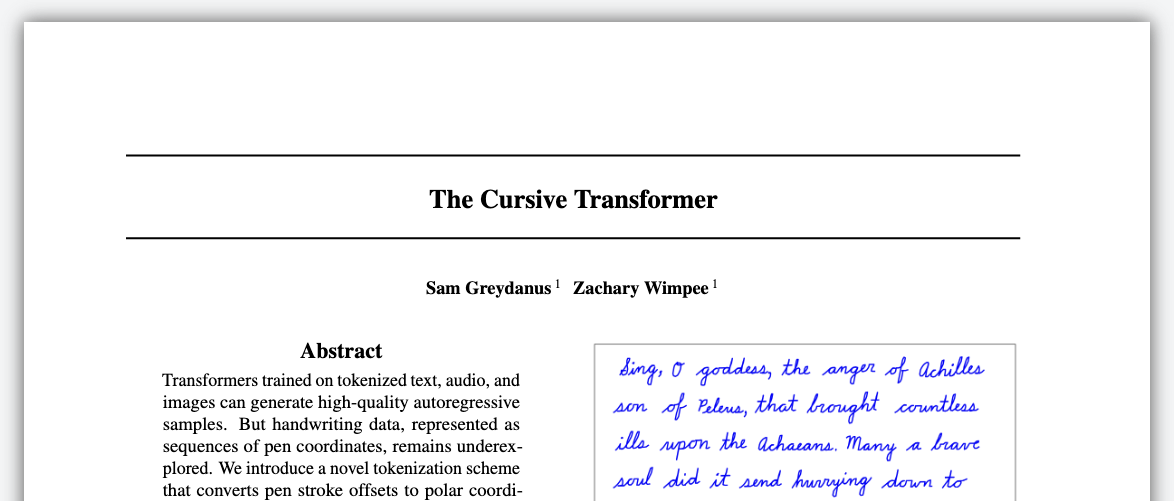 The Cursive Transformer
Sam Greydanus 1 Zachary Wimpee 1
Abstract
Transformers trained on tokenized text, audio, and
images can generate high-quality autoregressive
samples. But handwriting data, represented as
sequences of pen coordinates, remains underex-
plored. We introduce a novel tokenization scheme
that converts pen stroke offsets to polar coordi-
Sing, O goddess, the anger of Achilles
son of Peleus, that brought countless
ills upon the Achaeans. Many a brave
soul did it send hurrying down to